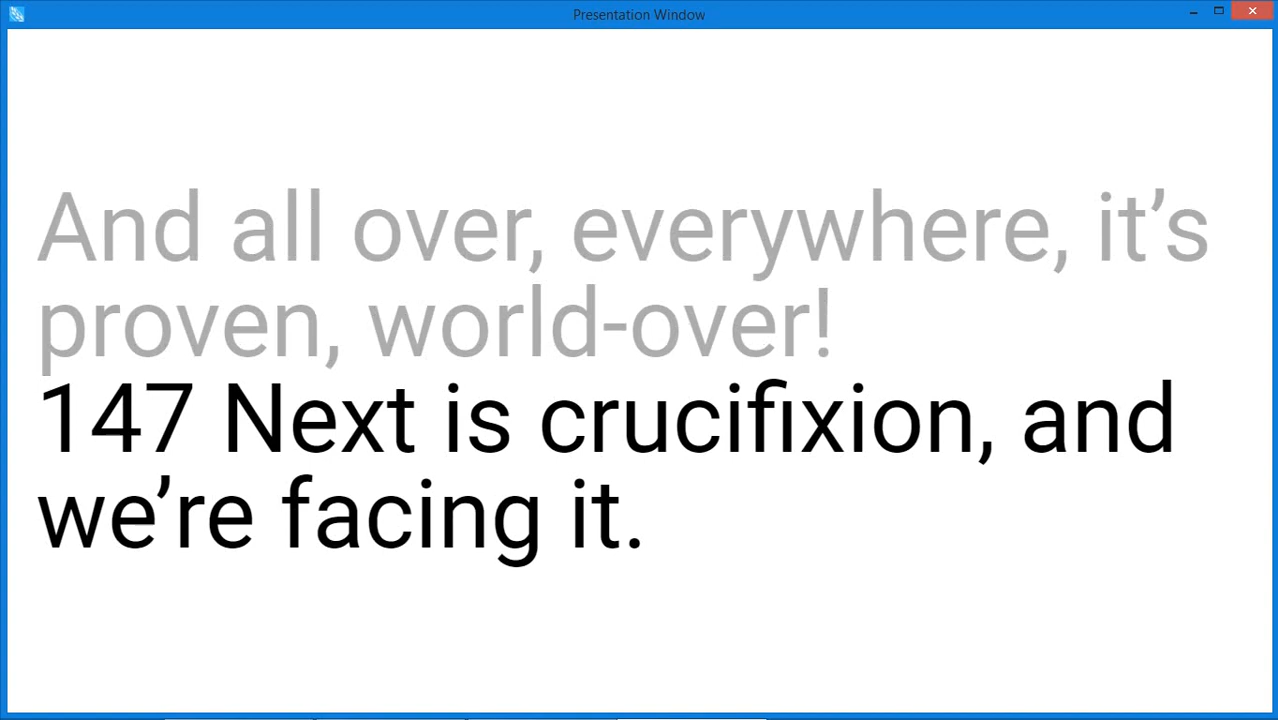 Presentation Window
And all over, everywhere, it’s
proven, world-over!
147 Next is crucifixion, and
we’re facing it.